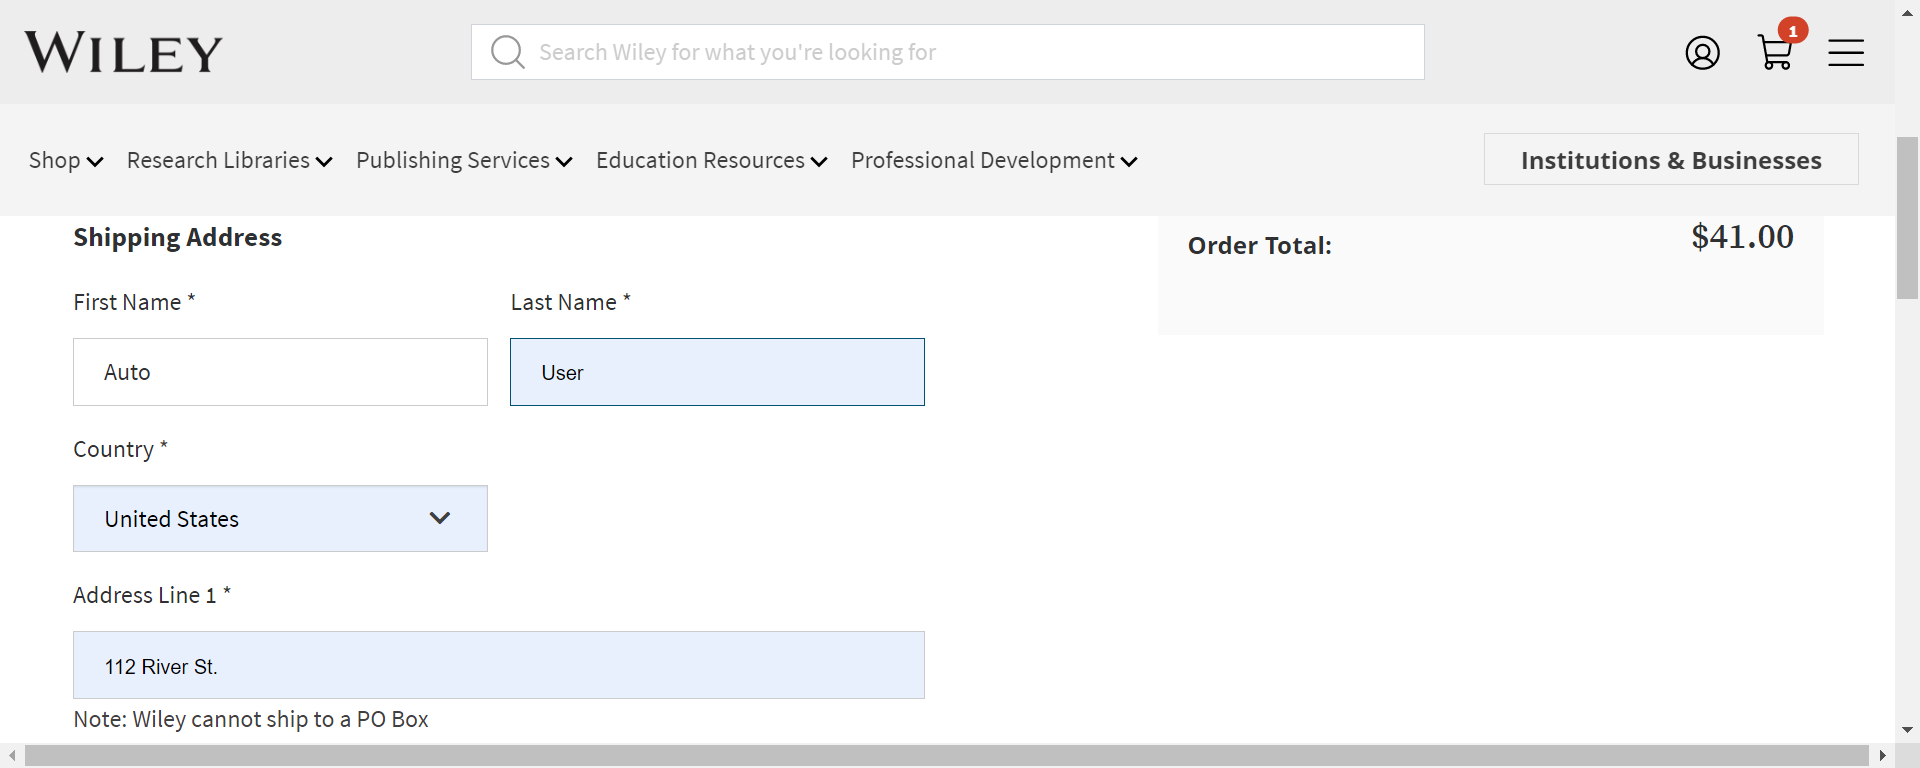 WILEY
Search Wiley for what you're looking for
1
Shop
Research Libraries
Publishing Services
Education Resources
Professional Development
Institutions & Businesses
Shipping Address
Order Total:
$41.00
First Name *
Last Name *
Auto
User
Country *
United States
Address Line 1 *
112 River St.
Note: Wiley cannot ship to a PO Box